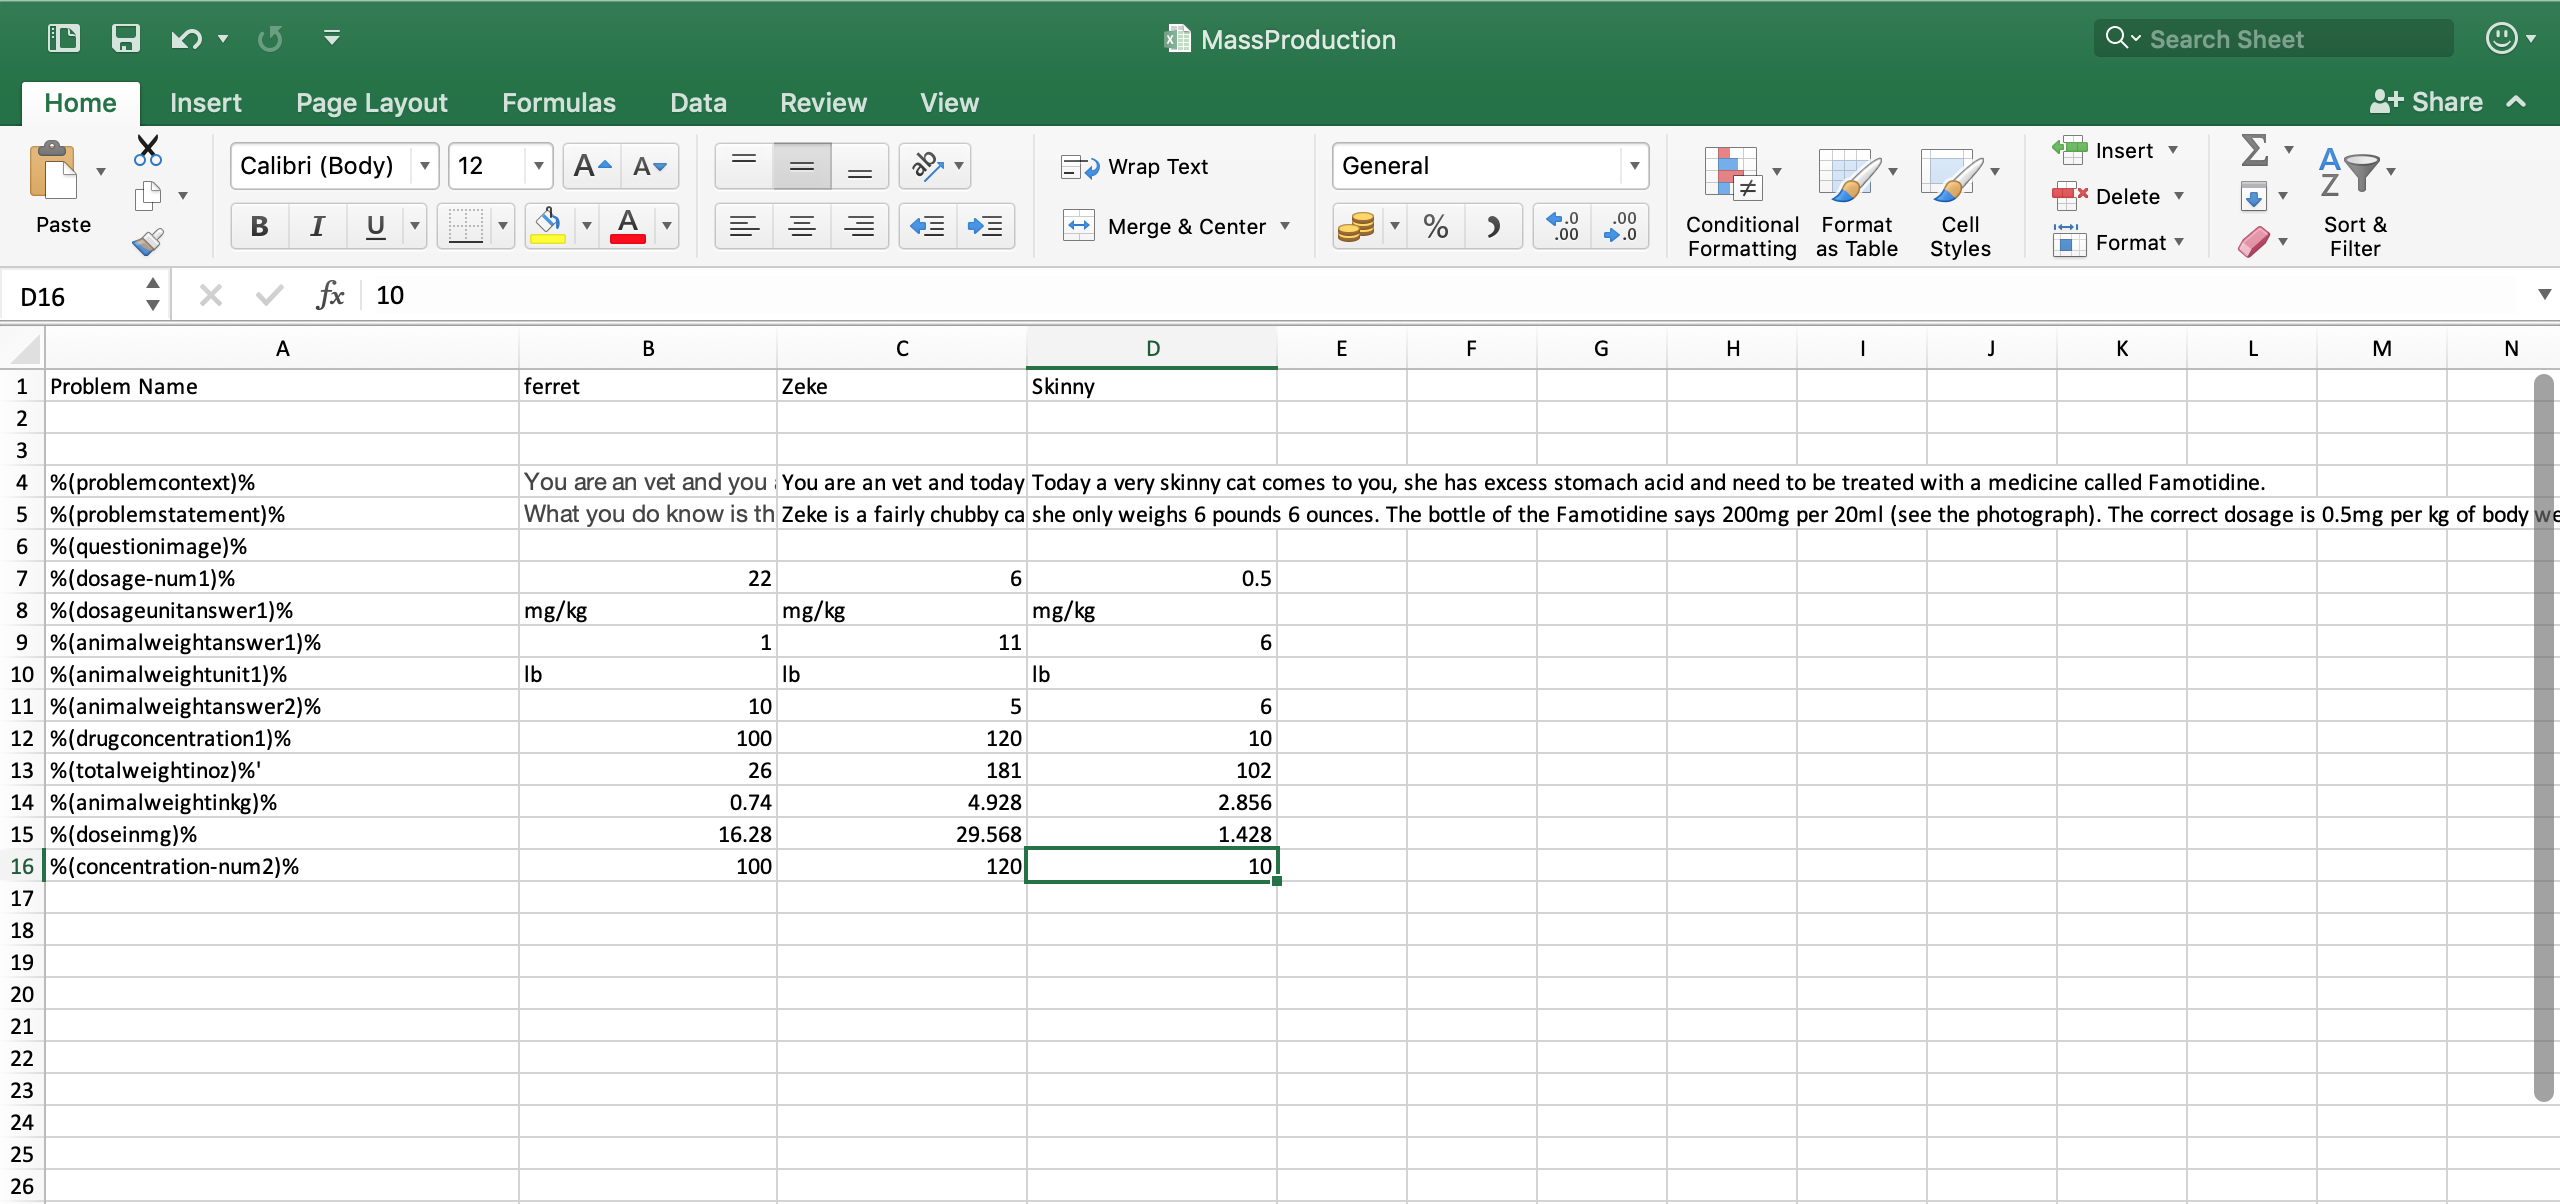 MassProduction
Search Sheet
Home Insert Page Layout Formulas Data Review View
Share
Paste
Calibri (Body) 12
Wrap Text
Merge & Center
General
Conditional Formatting
Format as Table
Cell Styles
Insert
Delete
Format
Sort & Filter
D16 fx 10
A B C D E F G H I J K L M N
1 Problem Name ferret Zeke Skinny
2
3
4 %(problemcontext)% You are an vet and you You are an vet and today Today a very skinny cat comes to you, she has excess stomach acid and need to be treated with a medicine called Famotidine.
5 %(problemstatement)% What you do know is th Zeke is a fairly chubby ca she only weighs 6 pounds 6 ounces. The bottle of the Famotidine says 200mg per 20ml (see the photograph). The correct dosage is 0.5mg per kg of body we
6 %(questionimage)%
7 %(dosage-num1)% 22 6 0.5
8 %(dosageunitanswer1)% mg/kg mg/kg mg/kg
9 %(animalweightanswer1)% 1 11 6
10 %(animalweightunit1)% lb lb lb
11 %(animalweightanswer2)% 10 5 6
12 %(drugconcentration1)% 100 120 10
13 %(totalweightinoz)%' 26 181 102
14 %(animalweightinkg)% 0.74 4.928 2.856
15 %(doseinmg)% 16.28 29.568 1.428
16 %(concentration-num2)% 100 120 10
17
18
19
20
21
22
23
24
25
26